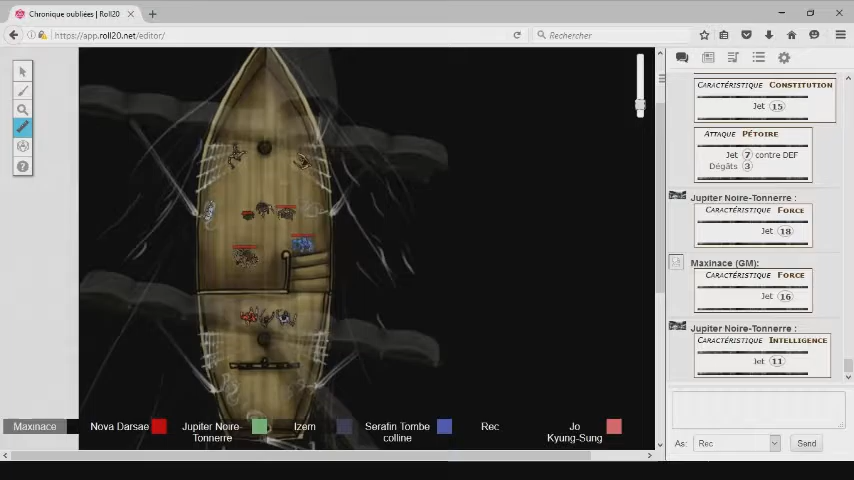 Chronique oubliées | Roll20
https://app.roll20.net/editor/
Rechercher
CARACTÉRISTIQUE CONSTITUTION
Jet 15
ATTAQUE PÉTOIRE
Jet 7 contre DEF
Dégâts 3
Jupiter Noire-Tonnerre :
CARACTÉRISTIQUE FORCE
Jet 18
Maxinace (GM):
CARACTÉRISTIQUE FORCE
Jet 16
Jupiter Noire-Tonnerre :
CARACTÉRISTIQUE INTELLIGENCE
Jet 11
Maxinace
Nova Darsae
Jupiter Noire-
Tonnerre
Izem
Serafin Tombe
colline
Rec
Jo
Kyung-Sung
As:
Rec
Send